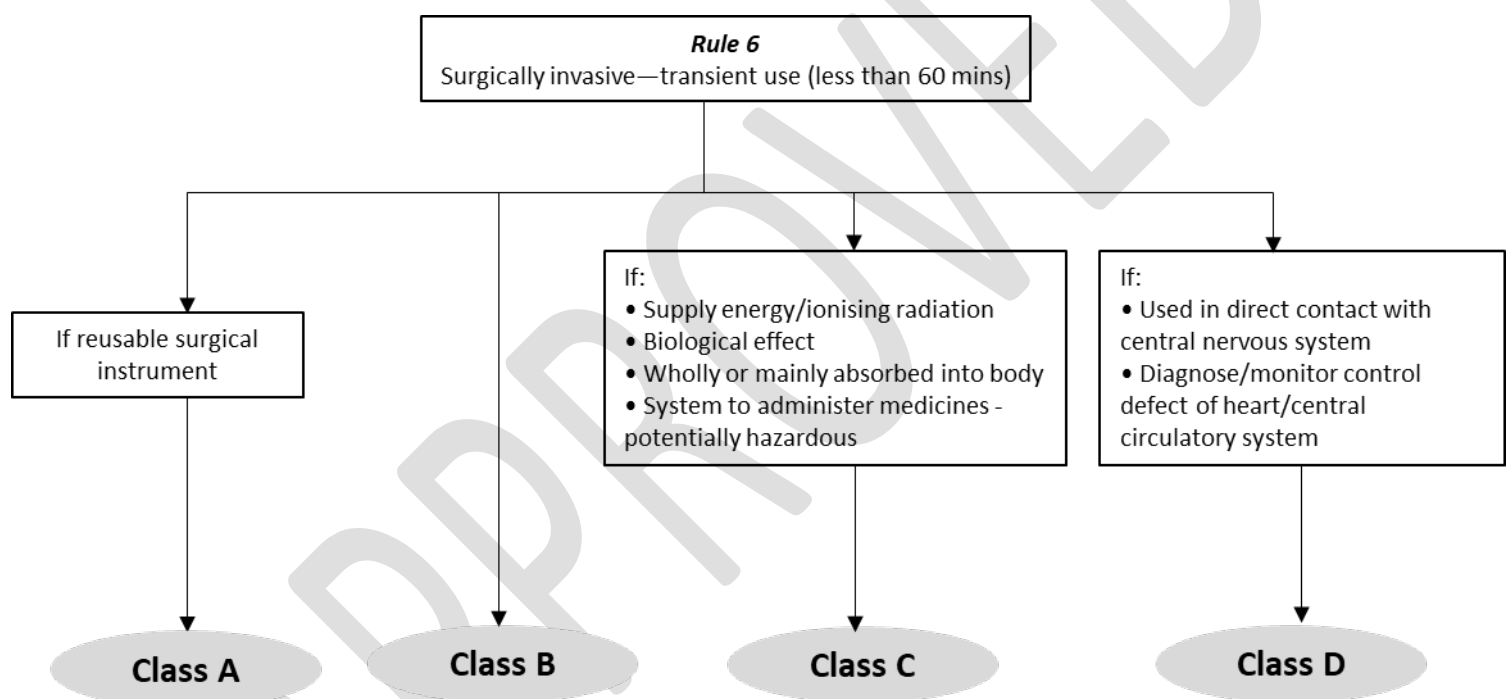 Rule 6
Surgically invasive—transient use (less than 60 mins)
If reusable surgical
instrument
If:
• Supply energy/ionising radiation
• Biological effect
• Wholly or mainly absorbed into body
• System to administer medicines -
potentially hazardous
If:
• Used in direct contact with
central nervous system
• Diagnose/monitor control
defect of heart/central
circulatory system
Class A
Class B
Class C
Class D